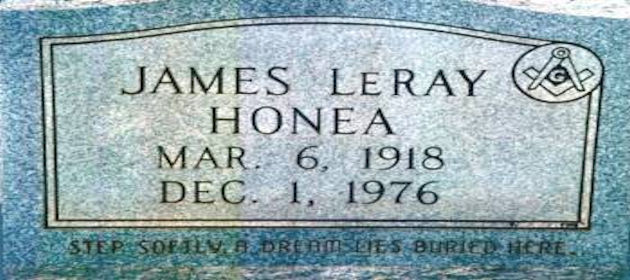 JAMES LeRAY
HONEA
MAR. 6, 1918
DEC. 1, 1976
G
STEP SOFTLY, A DREAM LIES BURIED HERE.